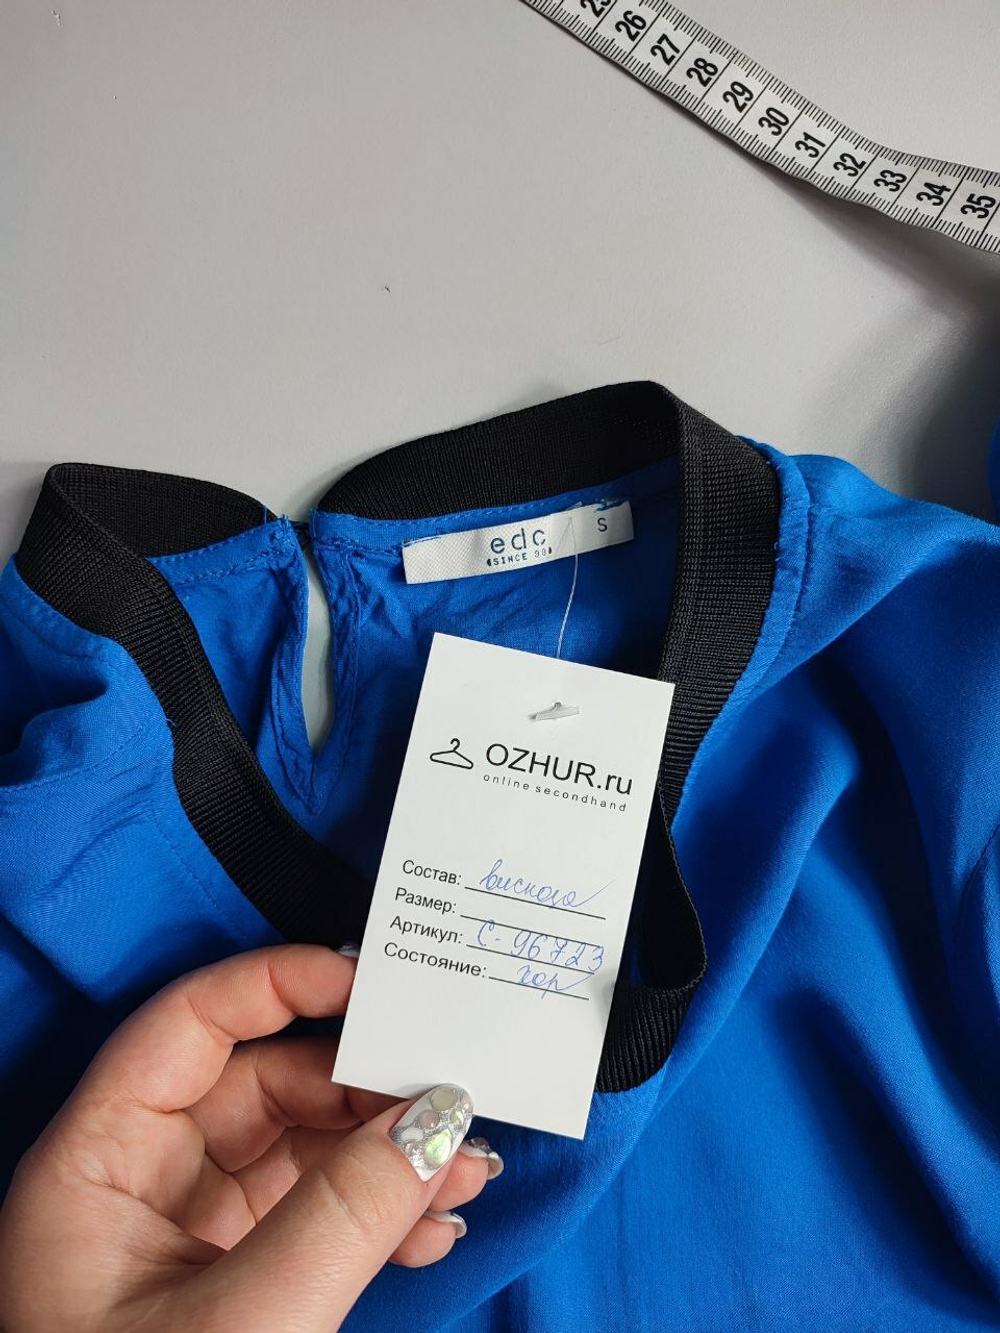 25
26
27
28
29
30
31
32
33
34
35
edc
SINCE
S
OZHUR.ru
online secondhand
Состав: вискоза
Размер:
Артикул: С-96723
Состояние: хор